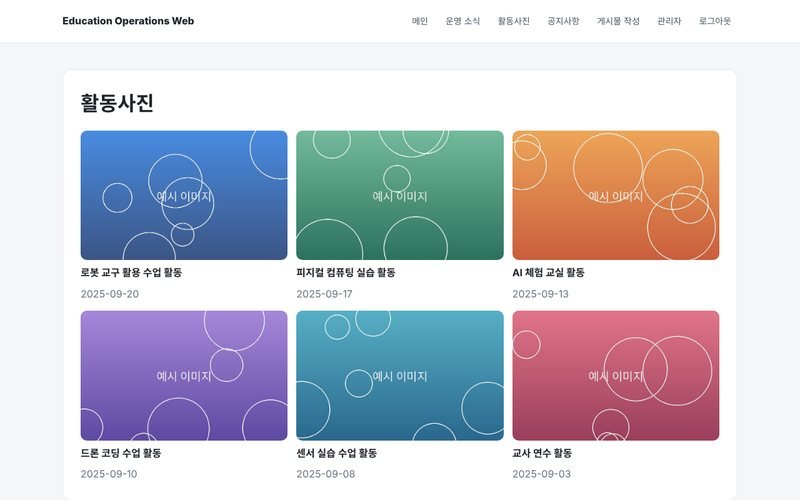 Education Operations Web
메인 운영 소식 활동사진 공지사항 게시물 작성 관리자 로그아웃
활동사진
예시 이미지 예시 이미지 예시 이미지
로봇 교구 활용 수업 활동 피지컬 컴퓨팅 실습 활동 AI 체험 교실 활동
2025-09-20 2025-09-17 2025-09-13
예시 이미지 예시 이미지 예시 이미지
드론 코딩 수업 활동 센서 실습 수업 활동 교사 연수 활동
2025-09-10 2025-09-08 2025-09-03